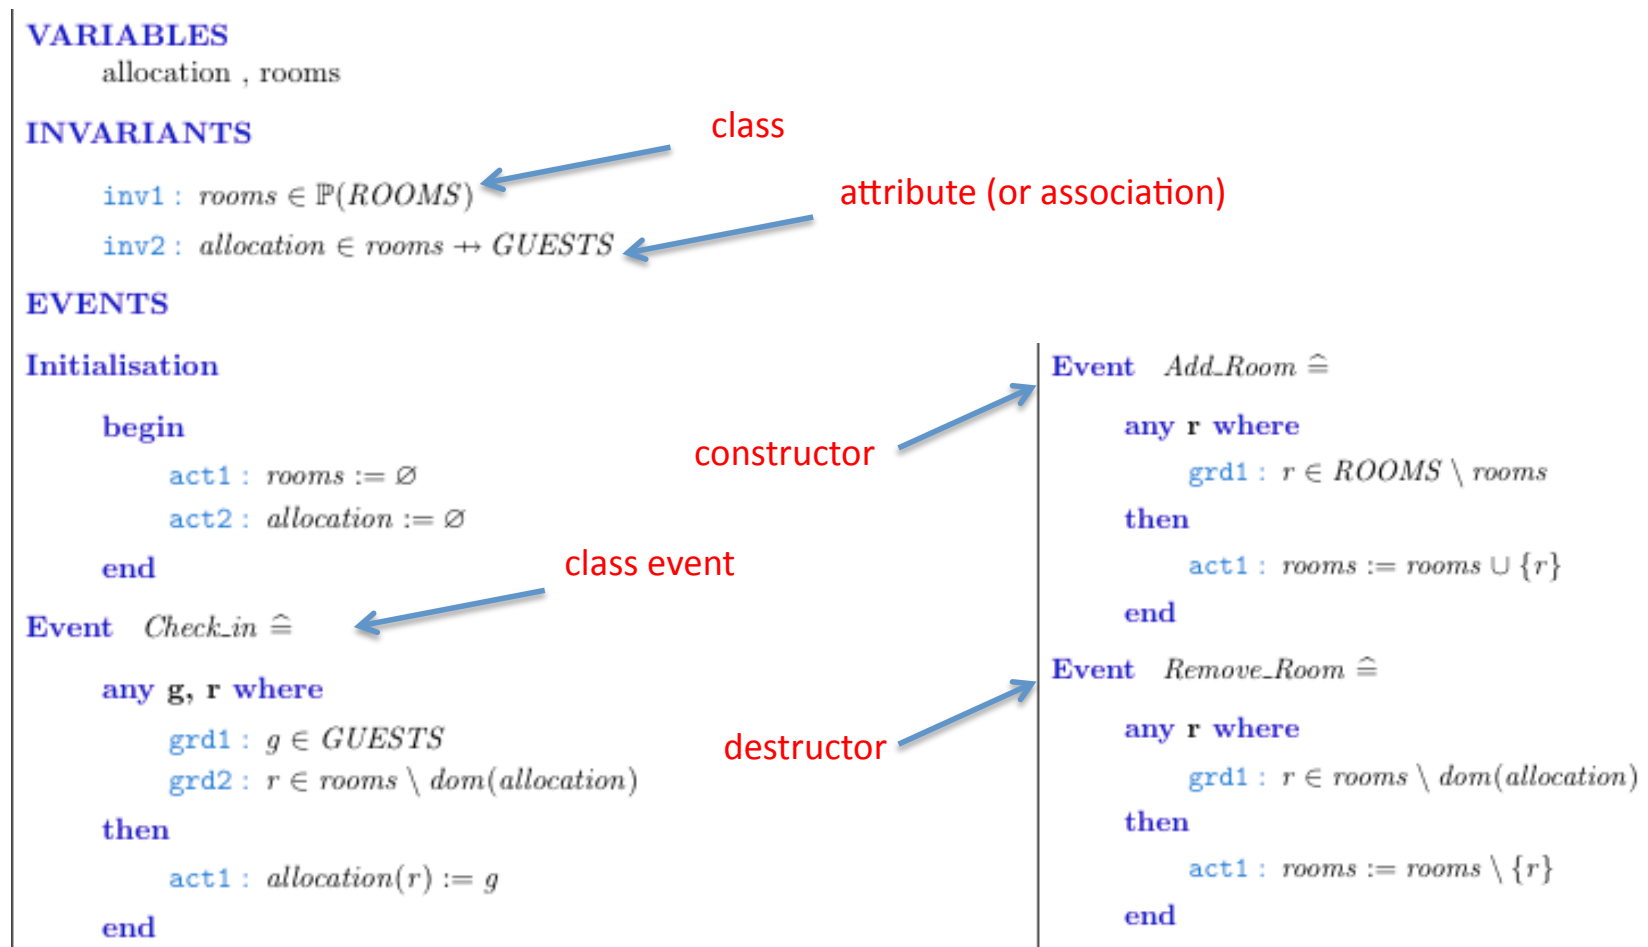 VARIABLES
allocation , rooms
INVARIANTS
class
inv1 : rooms ∈ ℙ(ROOMS)
attribute (or association)
inv2 : allocation ∈ rooms ⇸ GUESTS
EVENTS
Initialisation
begin
act1 : rooms := ∅
act2 : allocation := ∅
end
class event
Event Check_in ≙
any g, r where
grd1 : g ∈ GUESTS
grd2 : r ∈ rooms \ dom(allocation)
then
act1 : allocation(r) := g
end
constructor
Event Add_Room ≙
any r where
grd1 : r ∈ ROOMS \ rooms
then
act1 : rooms := rooms ∪ {r}
end
destructor
Event Remove_Room ≙
any r where
grd1 : r ∈ rooms \ dom(allocation)
then
act1 : rooms := rooms \ {r}
end